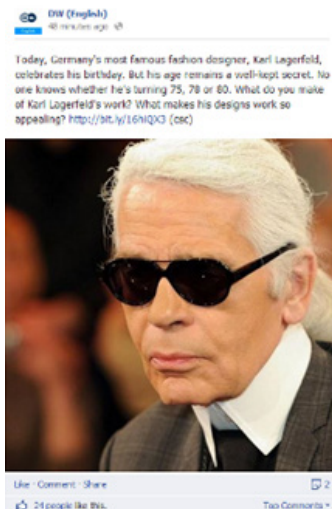 DW (English)
48 minutes ago
Today, Germany's most famous fashion designer, Karl Lagerfeld,
celebrates his birthday. But his age remains a well-kept secret. No
one knows whether he's turning 75, 78 or 80. What do you make
of Karl Lagerfeld's work? What makes his designs work so
appealing? http://bit.ly/16hIQX3 (csc)
Like · Comment · Share
2
24 people like this.
Top Comments